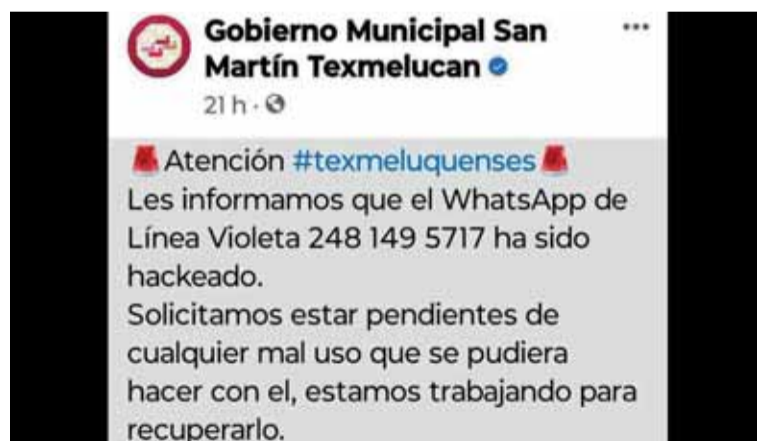 Gobierno Municipal San
Martín Texmelucan
21 h
Atención #texmeluquenses
Les informamos que el WhatsApp de
Línea Violeta 248 149 5717 ha sido
hackeado.
Solicitamos estar pendientes de
cualquier mal uso que se pudiera
hacer con el, estamos trabajando para
recuperarlo.